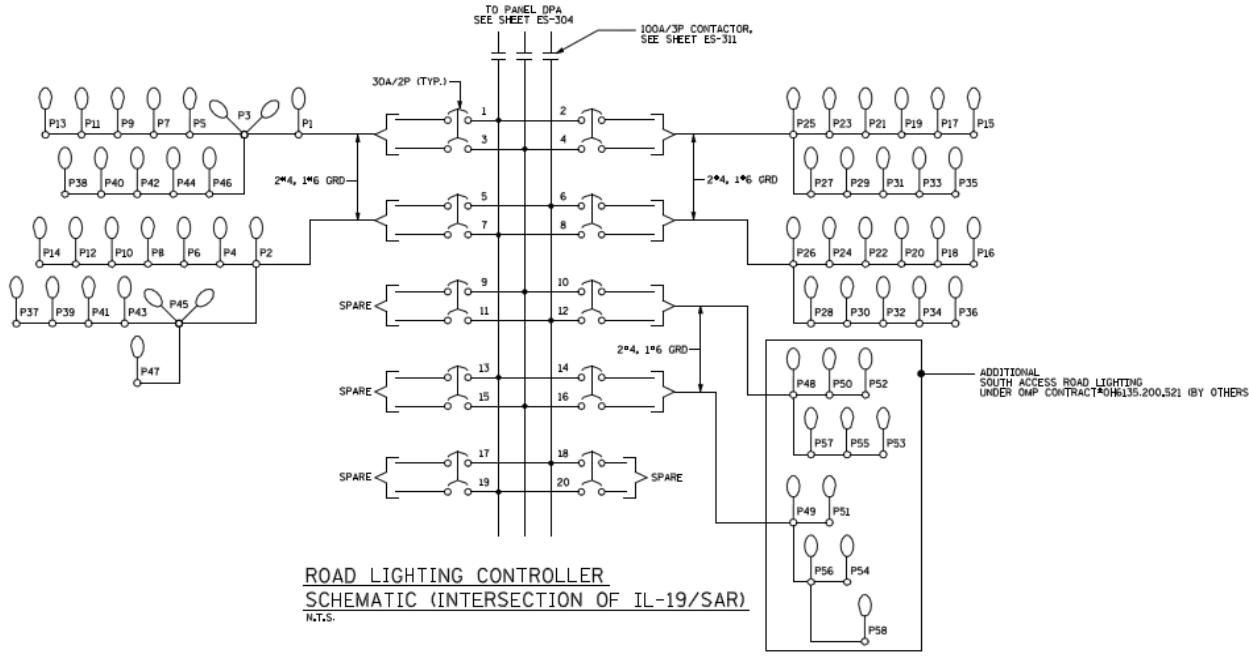 TO PANEL DPA
SEE SHEET ES-304
100A/3P CONTACTOR,
SEE SHEET ES-311
30A/2P (TYP.)
P13 P11 P9 P7 P5 P3 P1
P38 P40 P42 P44 P46
2#4, 1#6 GRD
P14 P12 P10 P8 P6 P4 P2
P37 P39 P41 P43 P45
P47
1 2
3 4
5 6
7 8
SPARE 9 10
11 12
SPARE 13 14
15 16
SPARE 17 18 SPARE
19 20
2#4, 1#6 GRD
P25 P23 P21 P19 P17 P15
P27 P29 P31 P33 P35
P26 P24 P22 P20 P18 P16
P28 P30 P32 P34 P36
2#4, 1#6 GRD
P48 P50 P52
P57 P55 P53
P49 P51
P56 P54
P58
ADDITIONAL
SOUTH ACCESS ROAD LIGHTING
UNDER OMP CONTRACT#OH6135.200.521 (BY OTHERS
ROAD LIGHTING CONTROLLER
SCHEMATIC (INTERSECTION OF IL-19/SAR)
N.T.S.